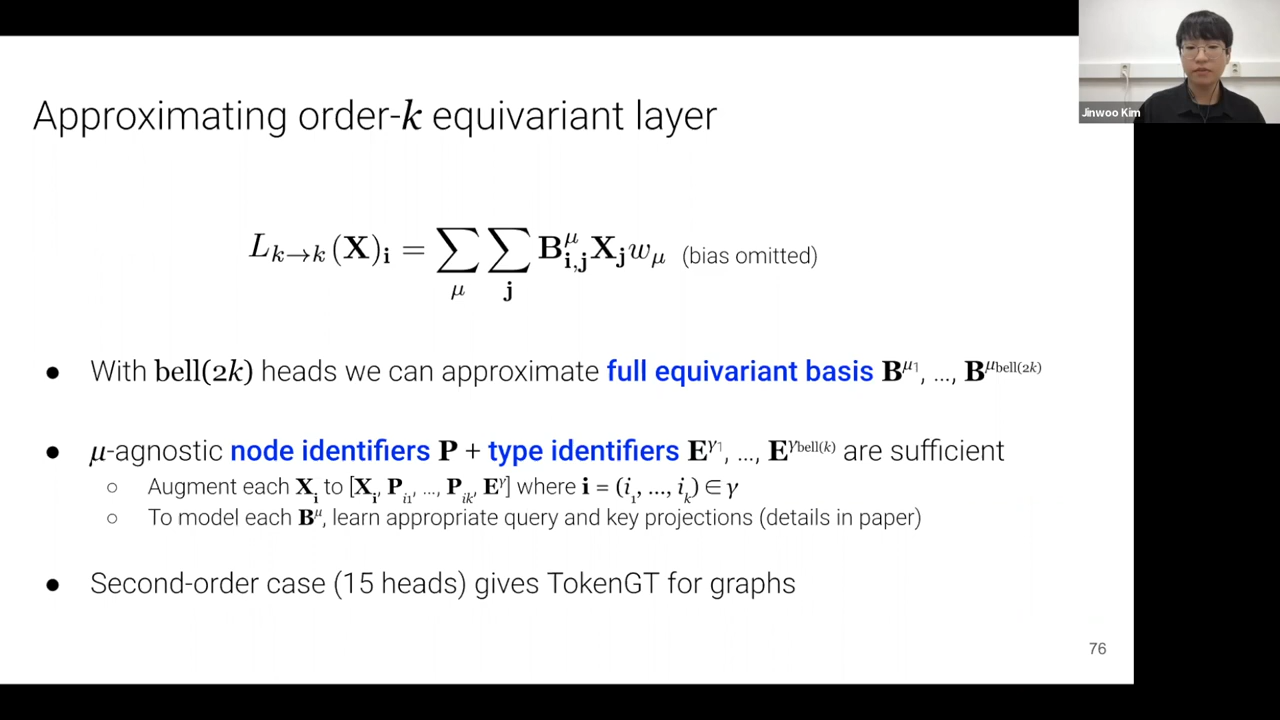 Jinwoo Kim
Approximating order-k equivariant layer
L_{k→k}(X)_i = ∑_μ ∑_j B^μ_{i,j} X_j w_μ (bias omitted)
● With bell(2k) heads we can approximate full equivariant basis B^{μ_1}, ..., B^{μ_bell(2k)}
● μ-agnostic node identifiers P + type identifiers E^{γ_1}, ..., E^{γ_bell(k)} are sufficient
○ Augment each X_i to [X_i, P_{i_1}, ..., P_{i_k}, E^γ] where i = (i_1, ..., i_k) ∈ γ
○ To model each B^μ, learn appropriate query and key projections (details in paper)
● Second-order case (15 heads) gives TokenGT for graphs
76